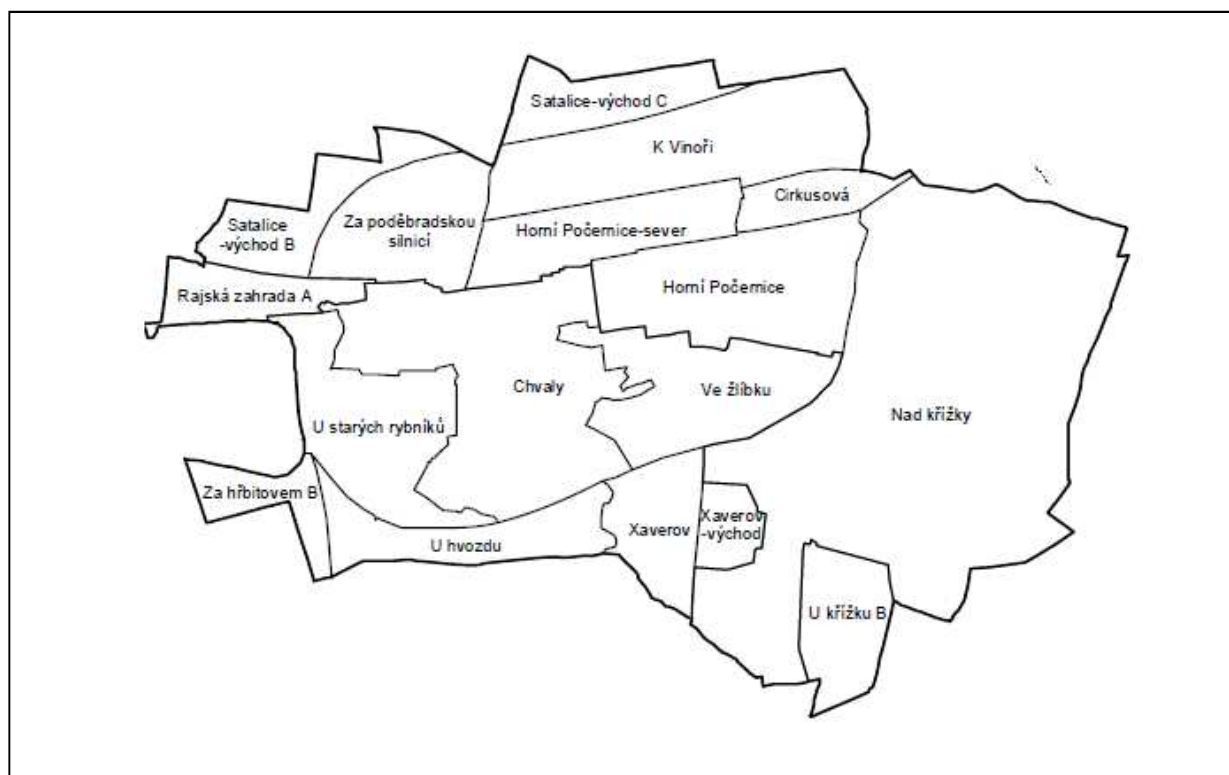 Satalice-východ C
K Vinoři
Cirkusová
Satalice
-východ B
Za poděbradskou
silnicí
Horní Počernice-sever
Rajská zahrada A
Horní Počernice
Chvaly
Ve žlíbku
Nad křížky
U starých rybníků
Za hřbitovem B
U hvozdu
Xaverov
Xaverov
-východ
U křížku B